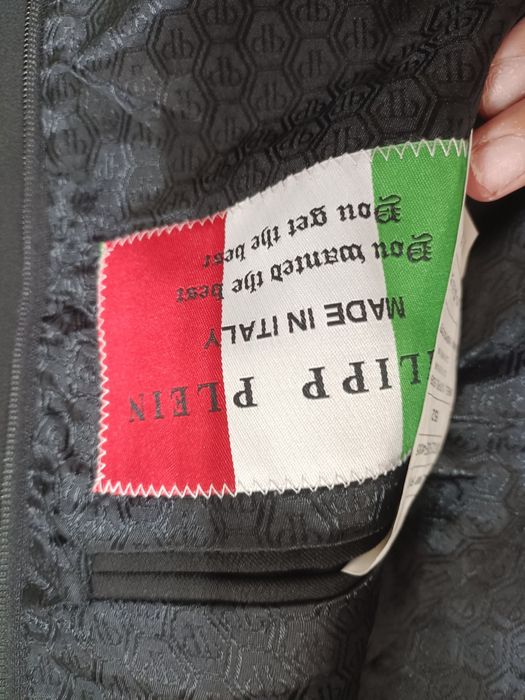 LIPP PLEIN
MADE IN ITALY
You wanted the best
You get the best